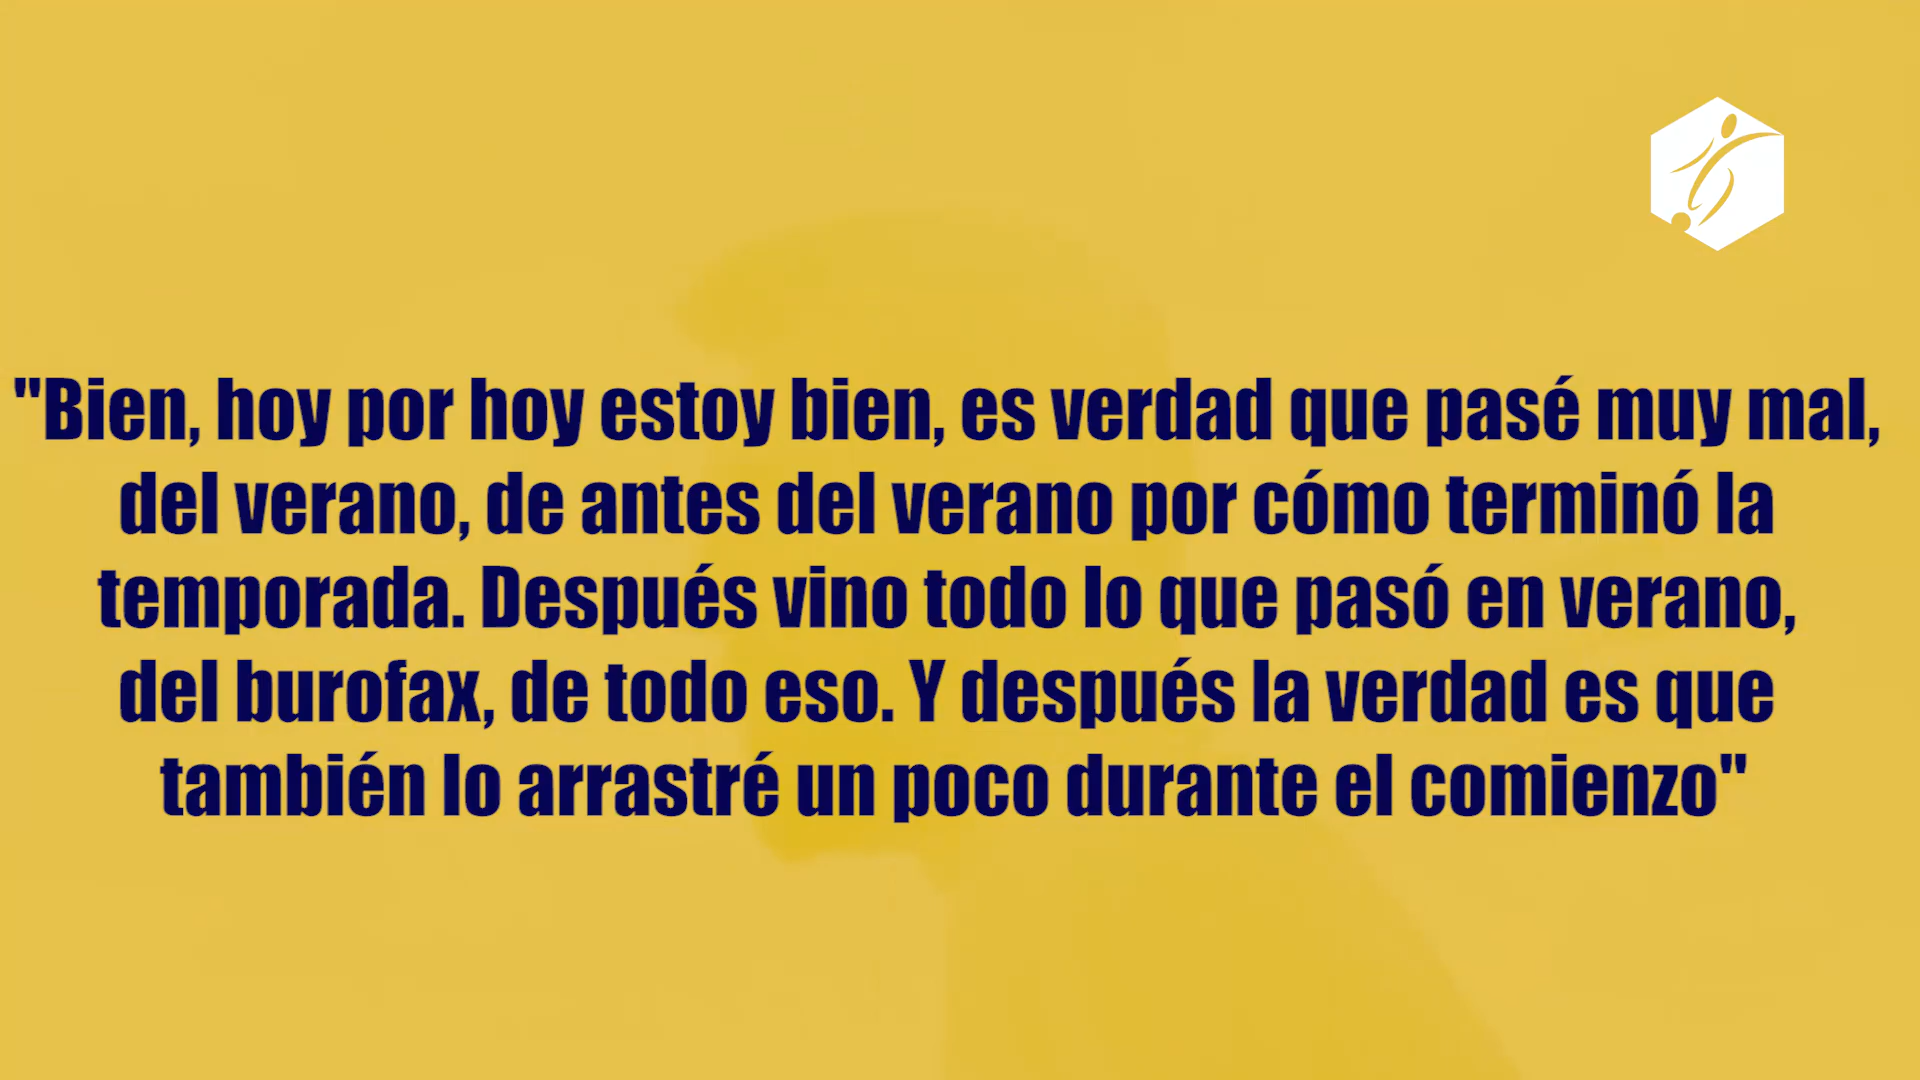 "Bien, hoy por hoy estoy bien, es verdad que pasé muy mal,
del verano, de antes del verano por cómo terminó la
temporada. Después vino todo lo que pasó en verano,
del burofax, de todo eso. Y después la verdad es que
también lo arrastré un poco durante el comienzo"